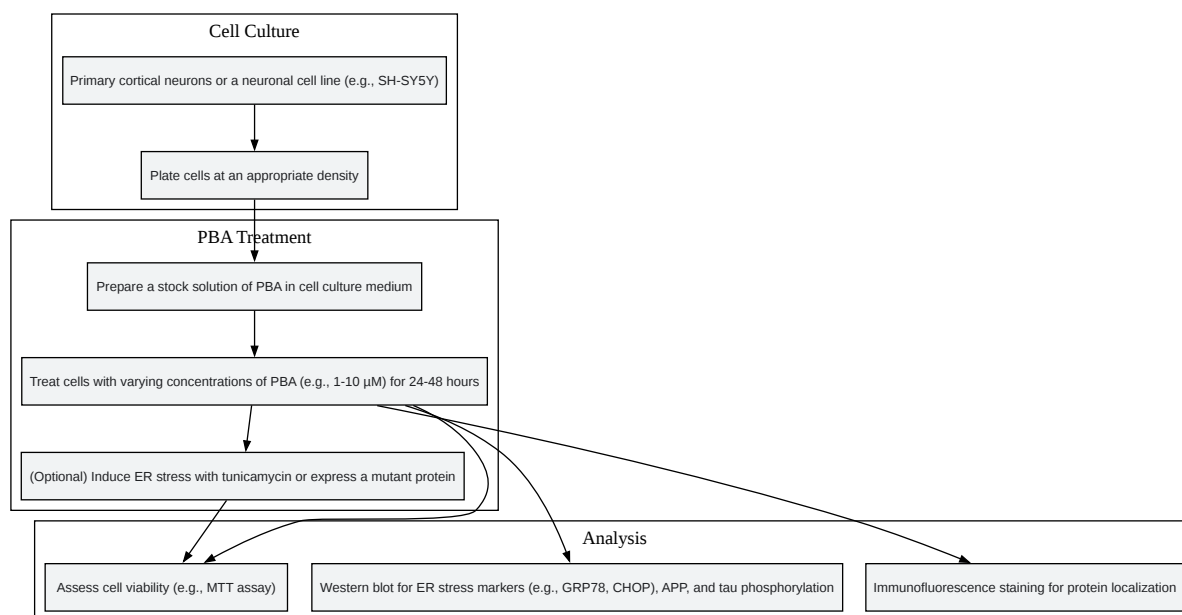 Cell Culture
Primary cortical neurons or a neuronal cell line (e.g., SH-SY5Y)
Plate cells at an appropriate density
PBA Treatment
Prepare a stock solution of PBA in cell culture medium
Treat cells with varying concentrations of PBA (e.g., 1-10 µM) for 24-48 hours
(Optional) Induce ER stress with tunicamycin or express a mutant protein
Analysis
Assess cell viability (e.g., MTT assay)
Western blot for ER stress markers (e.g., GRP78, CHOP), APP, and tau phosphorylation
Immunofluorescence staining for protein localization